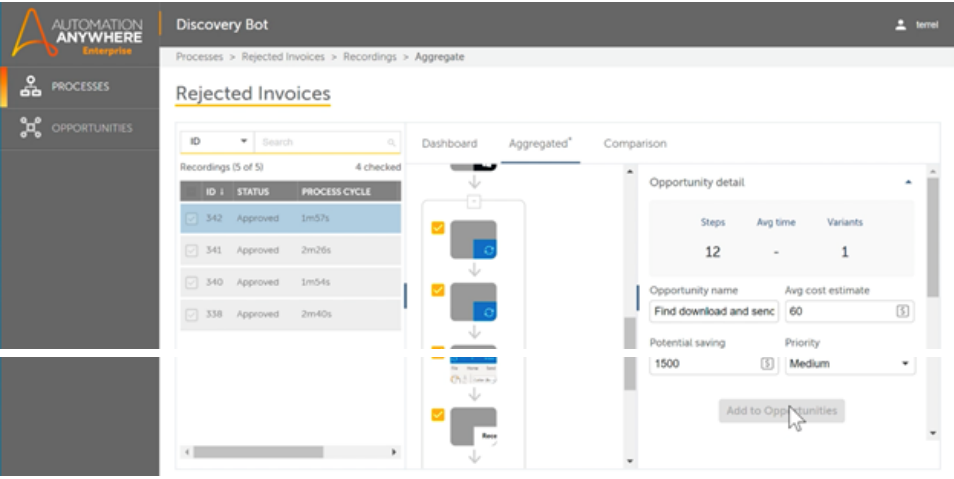 AUTOMATION
ANYWHERE
Enterprise
Discovery Bot
terrel
Processes > Rejected Invoices > Recordings > Aggregate
PROCESSES
OPPORTUNITIES
Rejected Invoices
ID Search
Recordings (5 of 5) 4 checked
ID ↓ STATUS PROCESS CYCLE
342 Approved 1m57s
341 Approved 2m26s
340 Approved 1m54s
338 Approved 2m40s
Dashboard Aggregated* Comparison
Rece
Opportunity detail
Steps Avg time Variants
12 - 1
Opportunity name Avg cost estimate
Find download and senc 60 $
Potential saving Priority
1500 $ Medium
Add to Opportunities